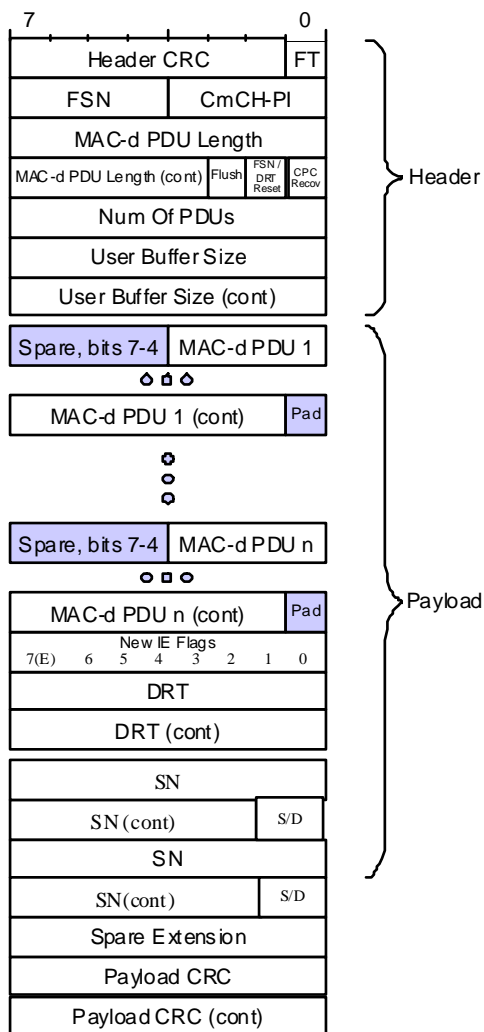 7 0
Header CRC FT
FSN CmCH-PI
MAC-d PDU Length
MAC-d PDU Length (cont) Flush FSN / DRT Reset CPC Recov
Header
Num Of PDUs
User Buffer Size
User Buffer Size (cont)
Spare, bits 7-4 MAC-d PDU 1
MAC-d PDU 1 (cont) Pad
Spare, bits 7-4 MAC-d PDU n
MAC-d PDU n (cont) Pad
Payload
New IE Flags
7(E) 6 5 4 3 2 1 0
DRT
DRT (cont)
SN
SN (cont) S/D
SN
SN(cont) S/D
Spare Extension
Payload CRC
Payload CRC (cont)